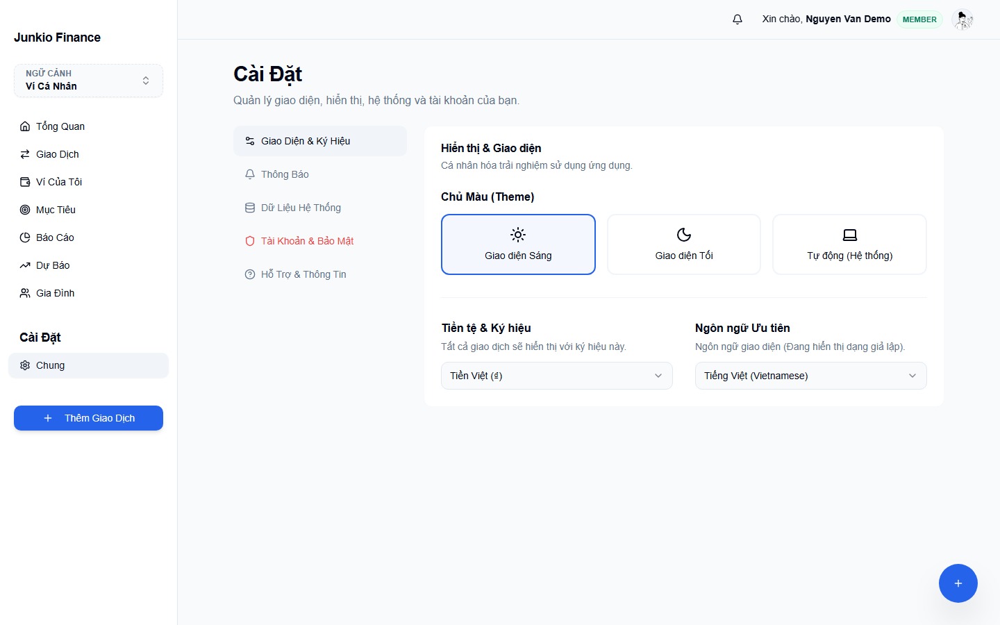 Junkio Finance
NGỮ CẢNH
Ví Cá Nhân
Tổng Quan
Giao Dịch
Ví Của Tôi
Mục Tiêu
Báo Cáo
Dự Báo
Gia Đình
Cài Đặt
Chung
Thêm Giao Dịch
Xin chào, Nguyen Van Demo MEMBER
Cài Đặt
Quản lý giao diện, hiển thị, hệ thống và tài khoản của bạn.
Giao Diện & Ký Hiệu
Thông Báo
Dữ Liệu Hệ Thống
Tài Khoản & Bảo Mật
Hỗ Trợ & Thông Tin
Hiển thị & Giao diện
Cá nhân hóa trải nghiệm sử dụng ứng dụng.
Chủ Màu (Theme)
Giao diện Sáng
Giao diện Tối
Tự động (Hệ thống)
Tiền tệ & Ký hiệu
Tất cả giao dịch sẽ hiển thị với ký hiệu này.
Tiền Việt (₫)
Ngôn ngữ Ưu tiên
Ngôn ngữ giao diện (Đang hiển thị dạng giả lập).
Tiếng Việt (Vietnamese)